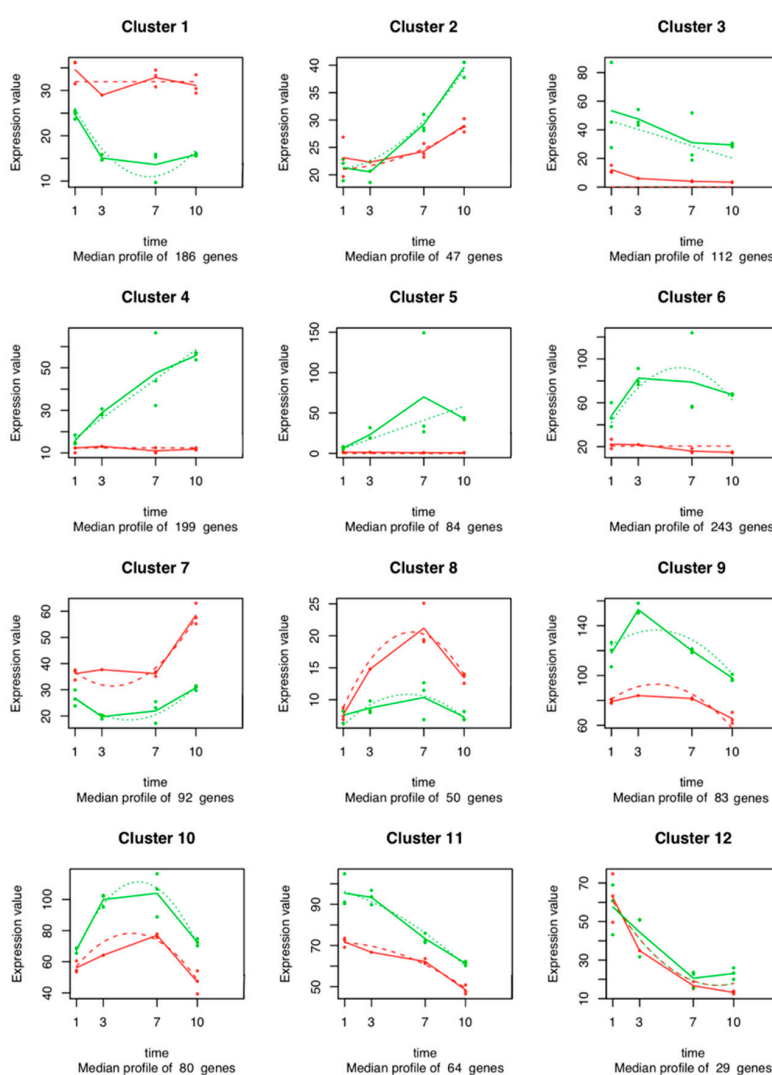 Cluster 1
Expression value
10 20 30
1 3 7 10
time
Median profile of 186 genes
Cluster 2
Expression value
20 25 30 35 40
1 3 7 10
time
Median profile of 47 genes
Cluster 3
Expression value
0 20 40 60 80
1 3 7 10
time
Median profile of 112 genes
Cluster 4
Expression value
10 30 50
1 3 7 10
time
Median profile of 199 genes
Cluster 5
Expression value
0 50 100 150
1 3 7 10
time
Median profile of 84 genes
Cluster 6
Expression value
20 60 100
1 3 7 10
time
Median profile of 243 genes
Cluster 7
Expression value
20 30 40 50 60
1 3 7 10
time
Median profile of 92 genes
Cluster 8
Expression value
10 15 20 25
1 3 7 10
time
Median profile of 50 genes
Cluster 9
Expression value
60 100 140
1 3 7 10
time
Median profile of 83 genes
Cluster 10
Expression value
40 60 80 100
1 3 7 10
time
Median profile of 80 genes
Cluster 11
Expression value
50 70 90
1 3 7 10
time
Median profile of 64 genes
Cluster 12
Expression value
10 30 50 70
1 3 7 10
time
Median profile of 29 genes